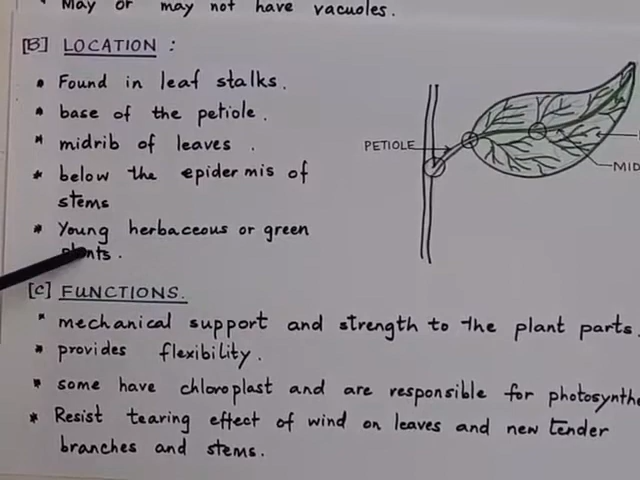 * May or may not have vacuoles.
[B] LOCATION :
* Found in leaf stalks.
* base of the petiole.
* midrib of leaves .
* below the epidermis of
stems
* Young herbaceous or green
plants.
PETIOLE
MID
[C] FUNCTIONS.
* mechanical support and strength to the plant parts.
* provides flexibility.
* some have chloroplast and are responsible for photosynthe
* Resist tearing effect of wind on leaves and new tender
branches and stems.